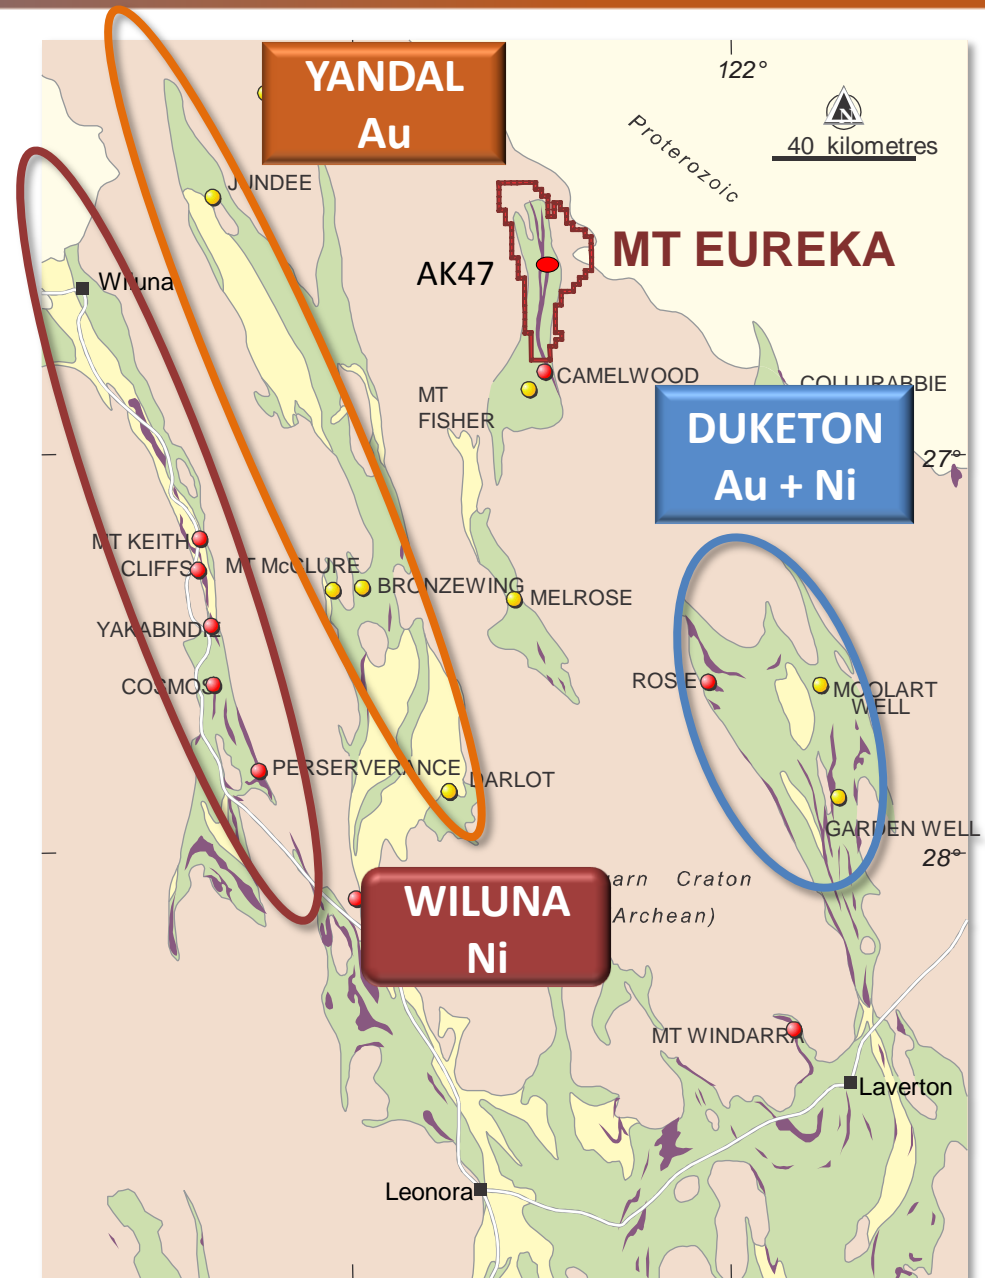 YANDAL
Au
122°
N
40 kilometres
Proterozoic
JUNDEE
MT EUREKA
AK47
Wiluna
CAMELWOOD
MT
FISHER
COLLURABBIE
DUKETON
Au + Ni
27°
MT KEITH
CLIFFS
MT McCLURE
BRONZEWING
MELROSE
YAKABINDIE
ROSIE
COSMOS
MOOLART
WELL
PERSERVERANCE
DARLOT
GARDEN WELL
28°
WILUNA
Ni
Craton
Archean)
MT WINDARRA
Laverton
Leonora